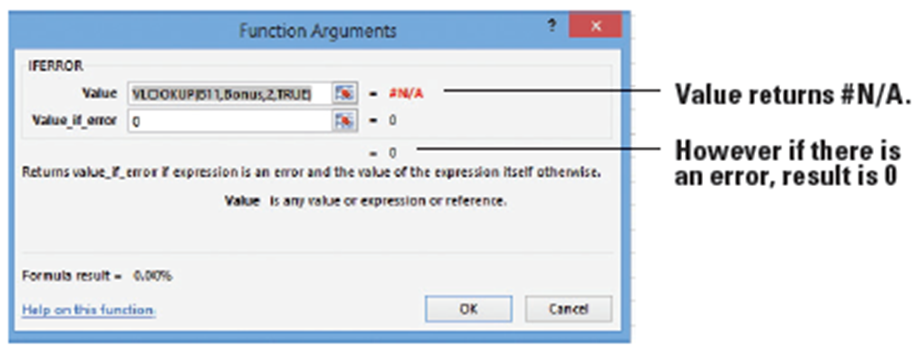 Function Arguments
?
×
IFERROR
Value VLOOKUP(B11,Bonus,2,TRUE) = #N/A
Value_if_error 0 = 0
= 0
Returns value_if_error if expression is an error and the value of the expression itself otherwise.
Value is any value or expression or reference.
Formula result = 0.00%
Help on this function
OK
Cancel
Value returns #N/A.
However if there is
an error, result is 0